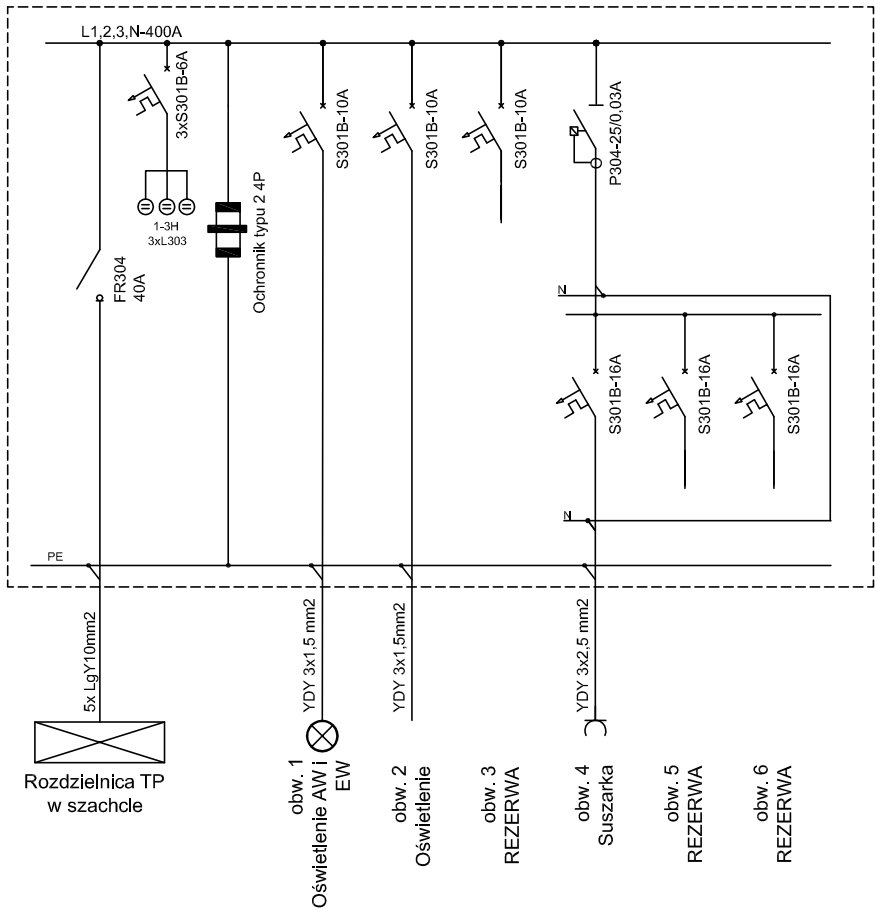 L1,2,3,N-400A
3xS301B-6A
1-3H
3xL303
FR304
40A
Ochronnik typu 2 4P
S301B-10A
S301B-10A
S301B-10A
P304-25/0,03A
N
S301B-16A
S301B-16A
S301B-16A
N
PE
5x LgY10mm2
YDY 3x1,5 mm2
YDY 3x1,5mm2
YDY 3x2,5 mm2
Rozdzielnica TP
w szachcle
obw. 1
Oświetlenie AW i
EW
obw. 2
Oświetlenie
obw. 3
REZERWA
obw. 4
Suszarka
obw. 5
REZERWA
obw. 6
REZERWA